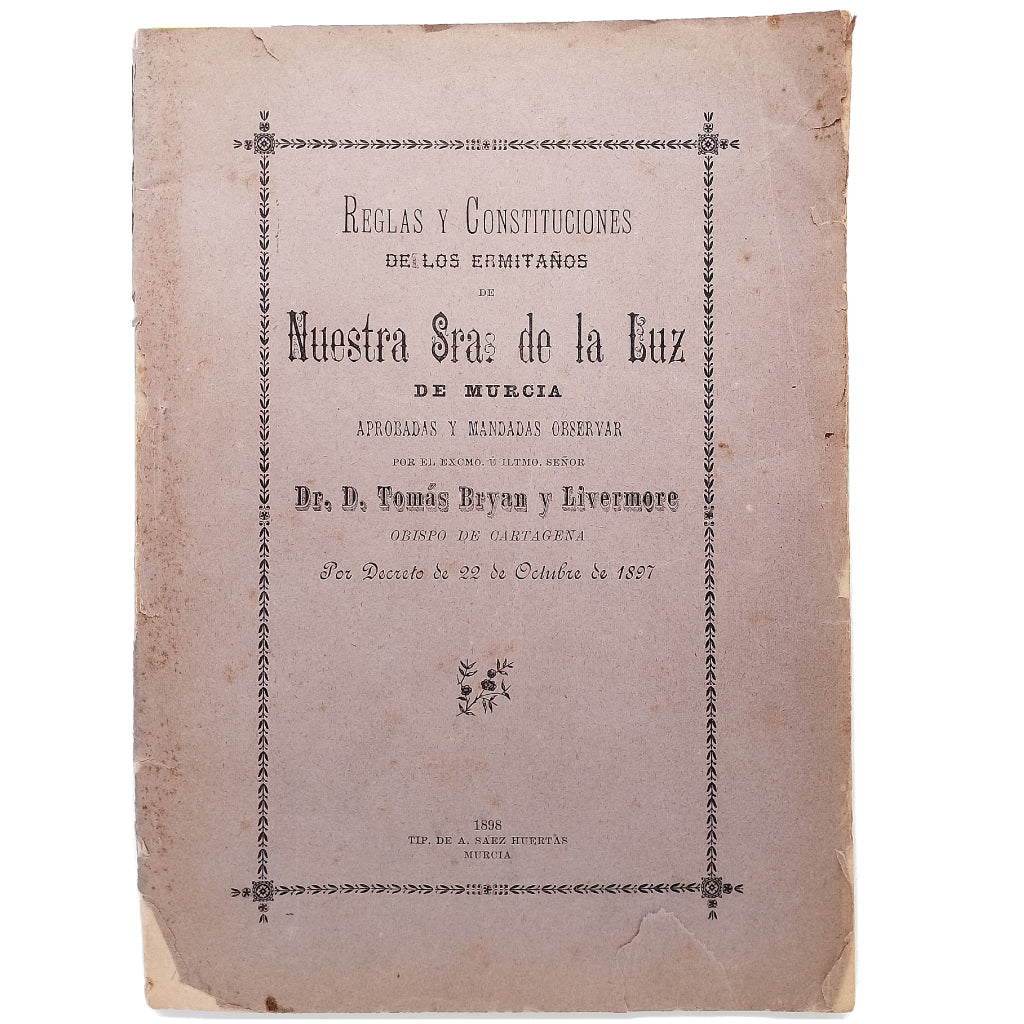 REGLAS Y CONSTITUCIONES
DE LOS ERMITAÑOS
DE
Nuestra Sra. de la Luz
DE MURCIA
APROBADAS Y MANDADAS OBSERVAR
POR EL EXCMO. É ILTMO. SEÑOR
Dr. D. Tomás Bryan y Livermore
OBISPO DE CARTAGENA
Por Decreto de 22 de Octubre de 1897
1898
TIP. DE A. SAEZ HUERTAS
MURCIA